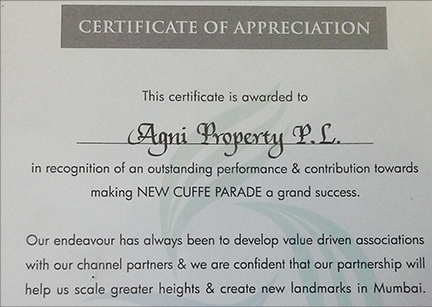 CERTIFICATE OF APPRECIATION
This certificate is awarded to
Agni Property P.L.
in recognition of an outstanding performance & contribution towards
making NEW CUFFE PARADE a grand success.
Our endeavour has always been to develop value driven associations
with our channel partners & we are confident that our partnership will
help us scale greater heights & create new landmarks in Mumbai.